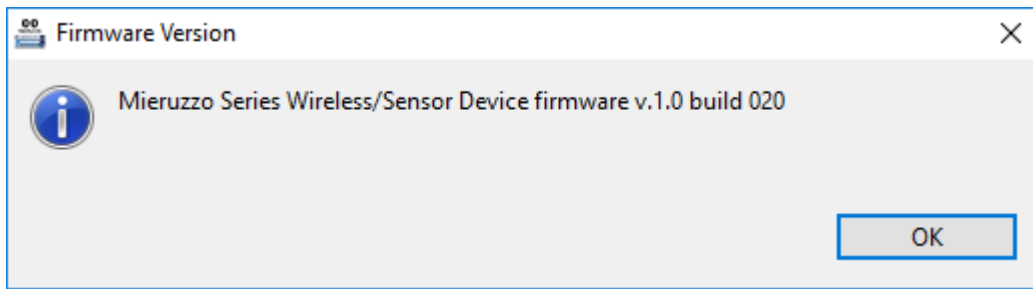 Firmware Version
Mieruzzo Series Wireless/Sensor Device firmware v.1.0 build 020
OK